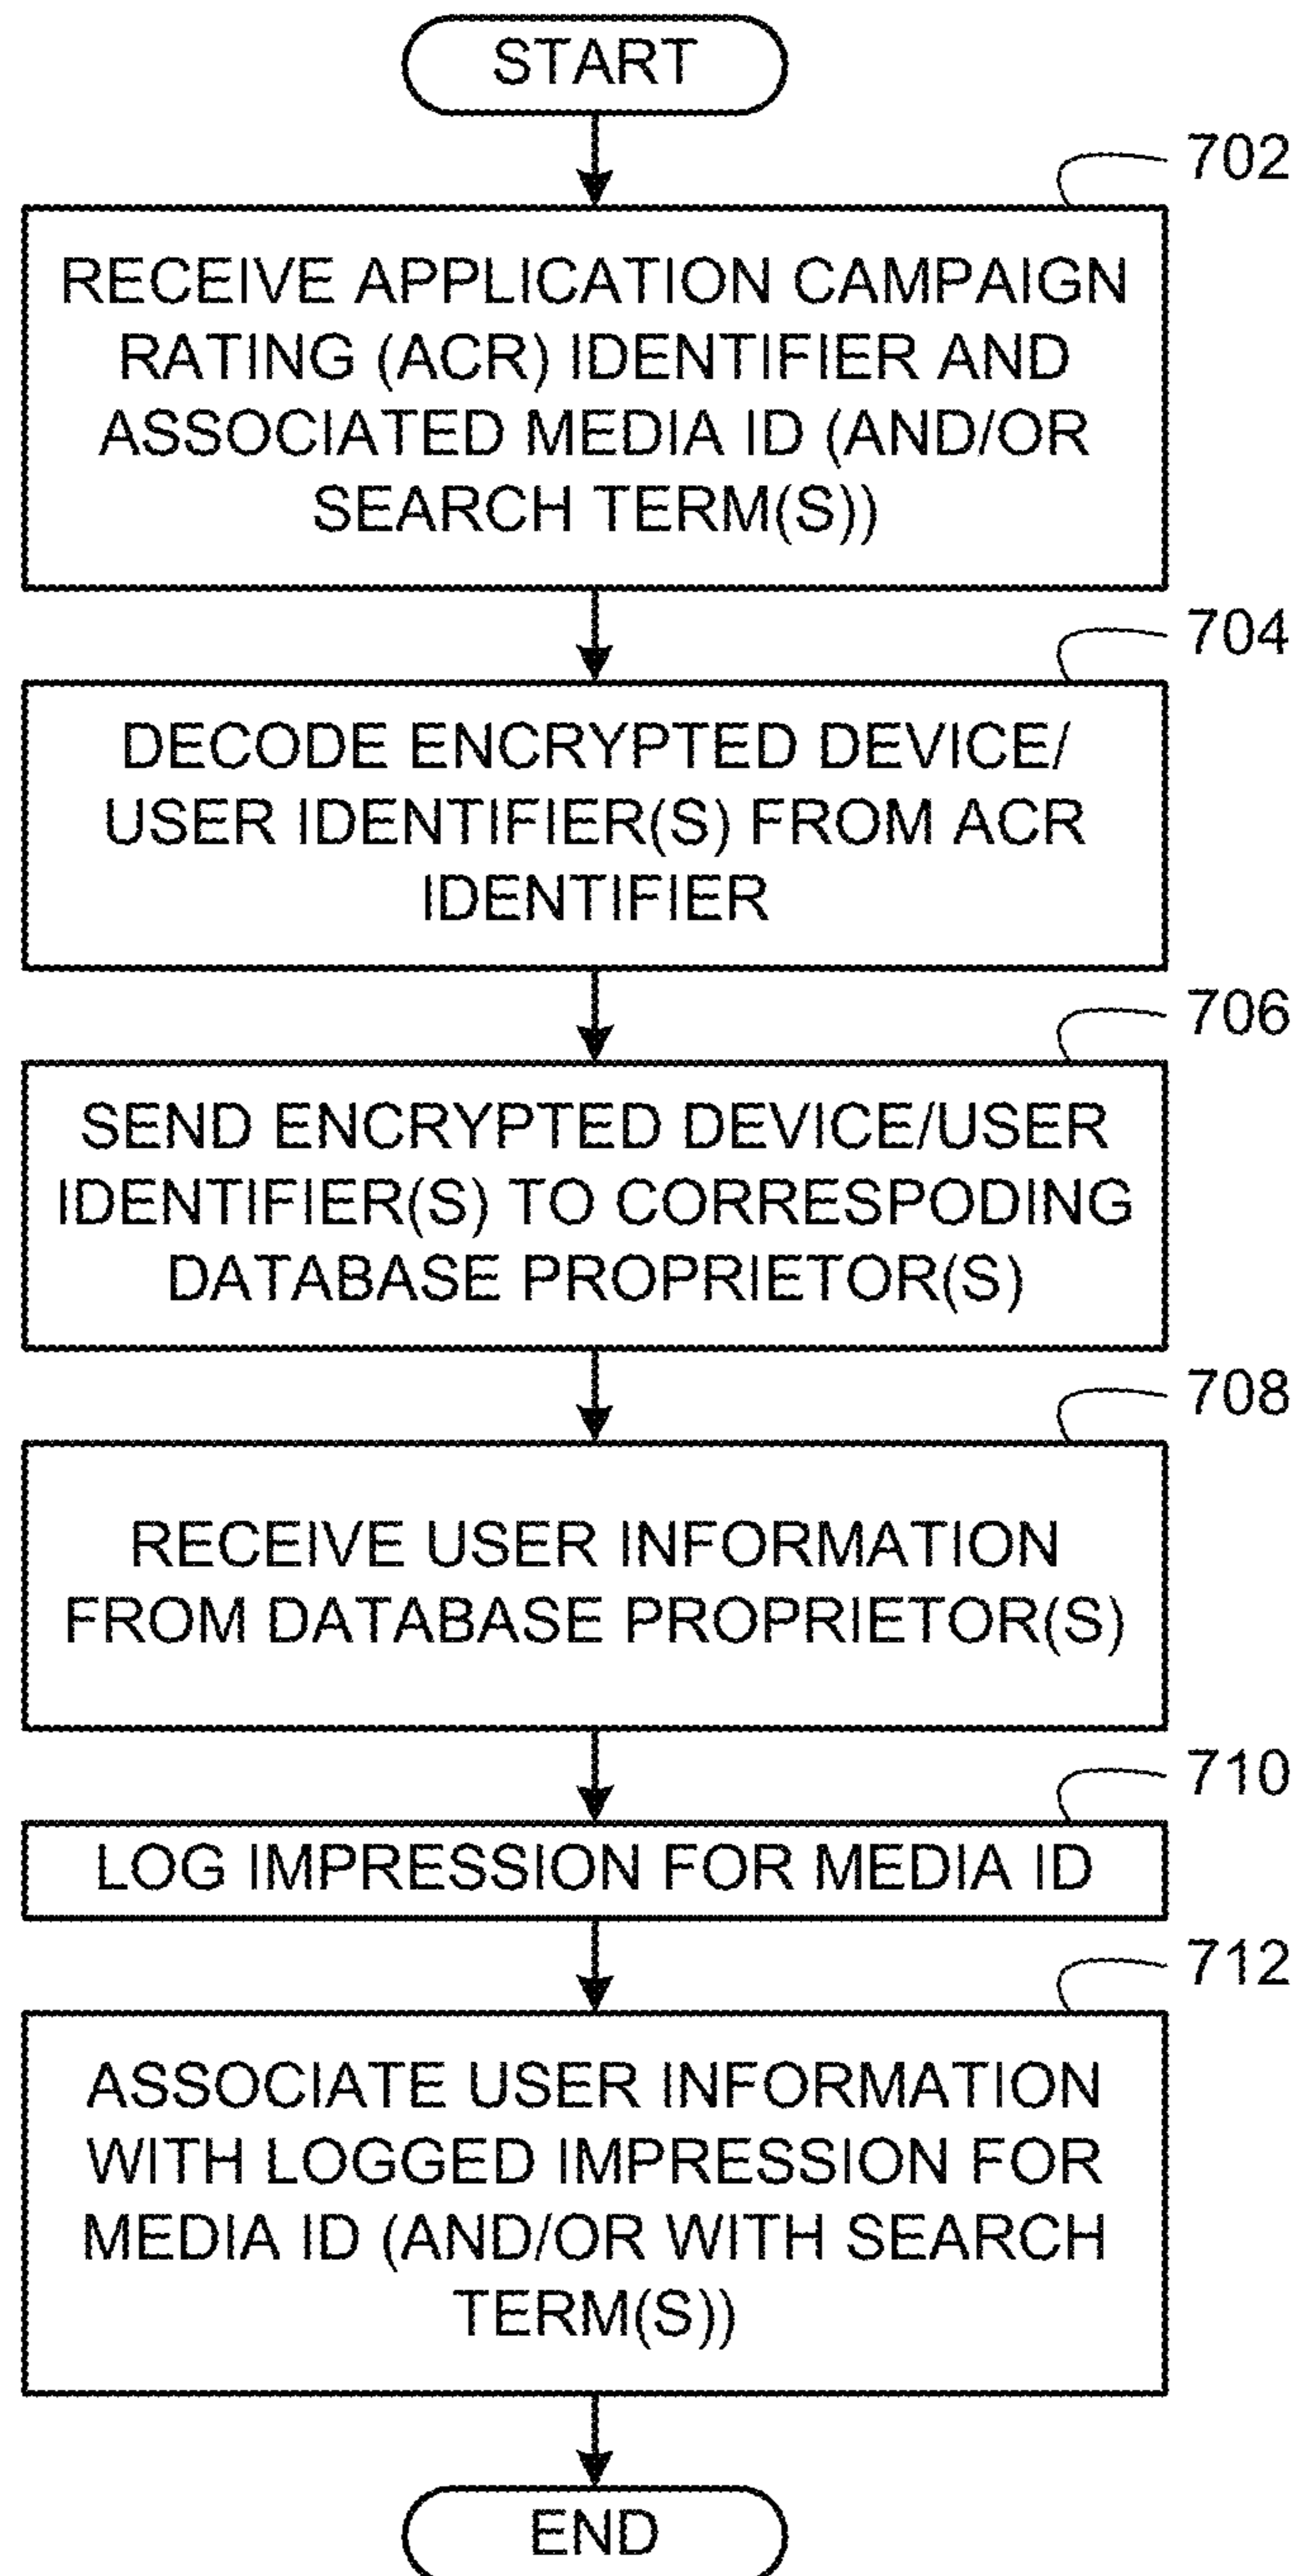 START
702
RECEIVE APPLICATION CAMPAIGN
RATING (ACR) IDENTIFIER AND
ASSOCIATED MEDIA ID (AND/OR
SEARCH TERM(S))
704
DECODE ENCRYPTED DEVICE/
USER IDENTIFIER(S) FROM ACR
IDENTIFIER
706
SEND ENCRYPTED DEVICE/USER
IDENTIFIER(S) TO CORRESPODING
DATABASE PROPRIETOR(S)
708
RECEIVE USER INFORMATION
FROM DATABASE PROPRIETOR(S)
710
LOG IMPRESSION FOR MEDIA ID
712
ASSOCIATE USER INFORMATION
WITH LOGGED IMPRESSION FOR
MEDIA ID (AND/OR WITH SEARCH
TERM(S))
END